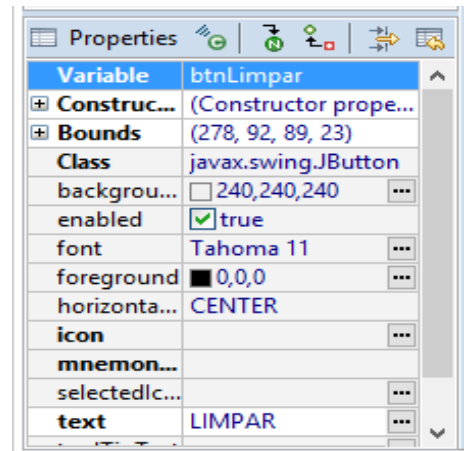 Properties
Variable btnLimpar
Construc... (Constructor prope...
Bounds (278, 92, 89, 23)
Class javax.swing.JButton
backgrou... 240,240,240 ...
enabled true
font Tahoma 11 ...
foreground 0,0,0 ...
horizonta... CENTER
icon ...
mnemon...
selectedIc... ...
text LIMPAR ...